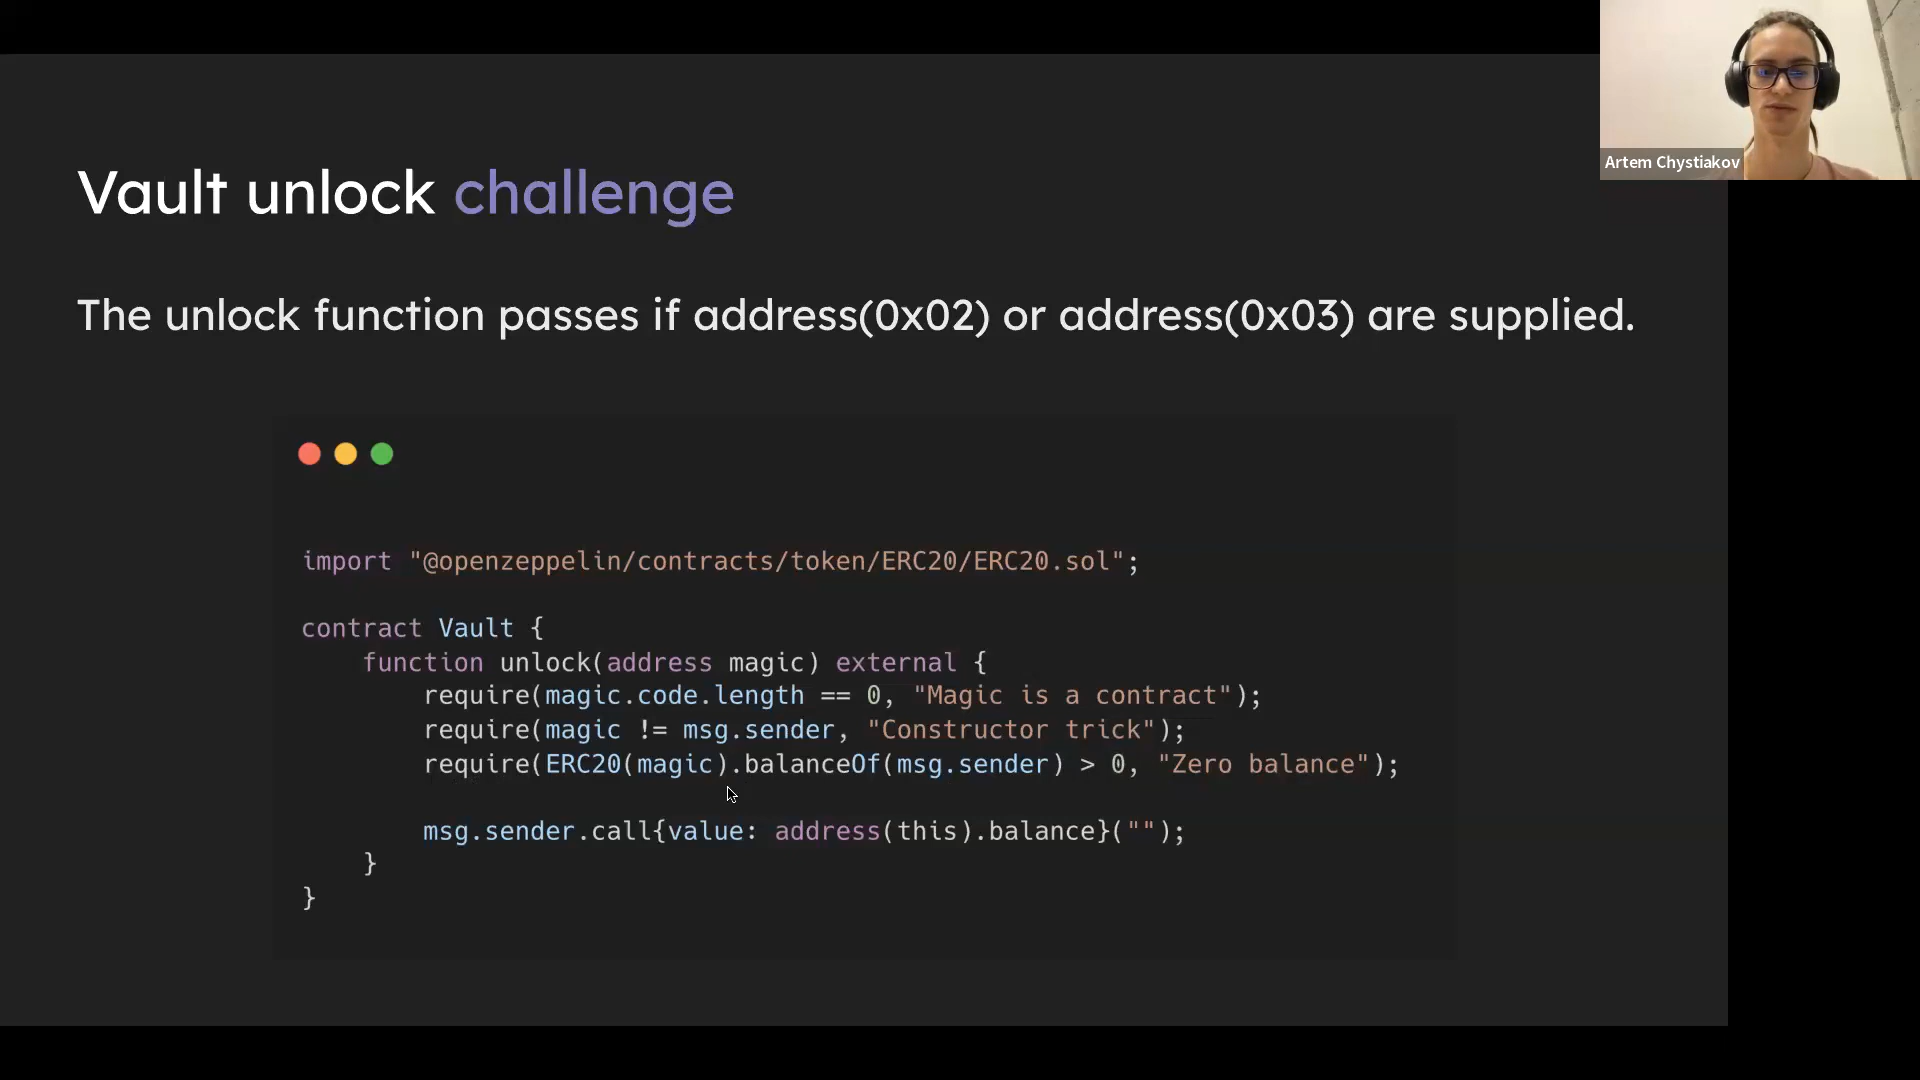 Artem Chystiakov
Vault unlock challenge
The unlock function passes if address(0x02) or address(0x03) are supplied.
import "@openzeppelin/contracts/token/ERC20/ERC20.sol";
contract Vault {
    function unlock(address magic) external {
        require(magic.code.length == 0, "Magic is a contract");
        require(magic != msg.sender, "Constructor trick");
        require(ERC20(magic).balanceOf(msg.sender) > 0, "Zero balance");
        msg.sender.call{value: address(this).balance}("");
    }
}